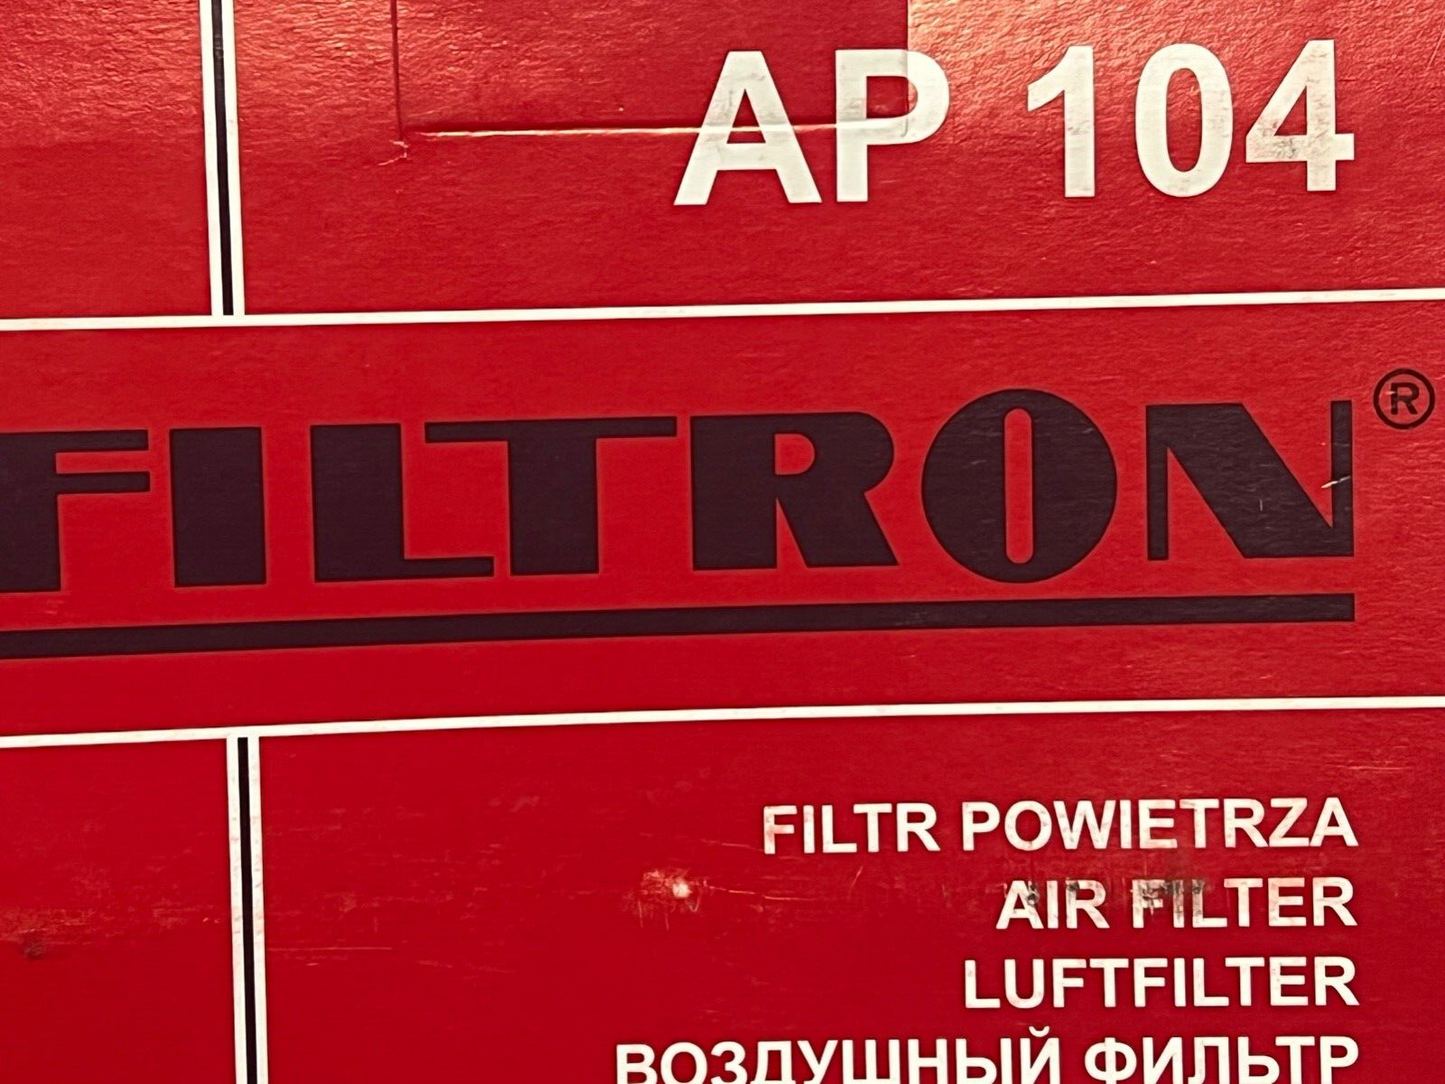 AP 104
FILTRON®
FILTR POWIETRZA
AIR FILTER
LUFTFILTER
ВОЗДУШНЫЙ ФИЛЬТР